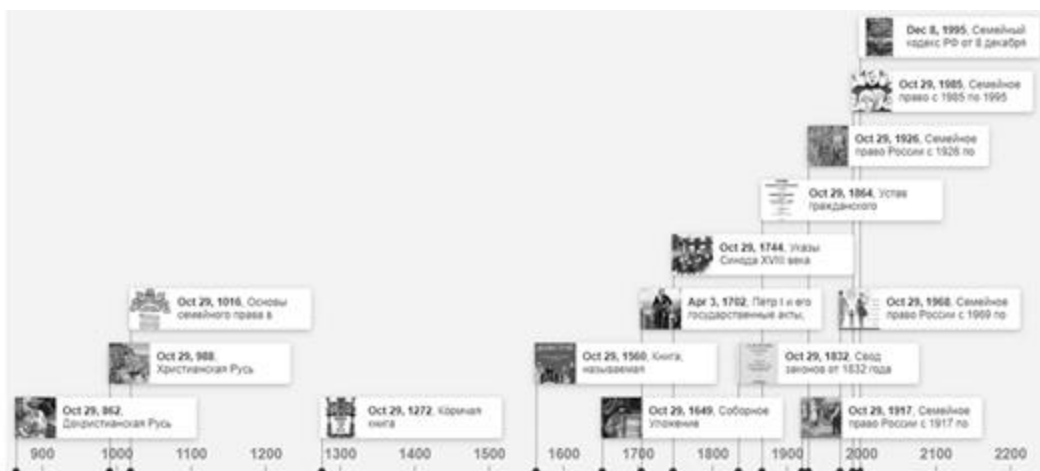 Dec 8, 1995, Семейный
кодекс РФ от 8 декабря
Oct 29, 1985, Семейное
право с 1985 по 1995
Oct 29, 1926, Семейное
право России с 1926 по
Oct 29, 1864, Устав
гражданского
Oct 29, 1744, Указы
Синода XVIII века
Oct 29, 1016, Основы
семейного права в
Apr 3, 1702, Пётр I и его
государственные акты,
Oct 29, 1968, Семейное
право России с 1969 по
Oct 29, 988,
Христианская Русь
Oct 29, 1560, Книга,
называемая
Oct 29, 1832, Свод
законов от 1832 года
Oct 29, 862,
Дохристианская Русь
Oct 29, 1272, Кормчая
книга
Oct 29, 1649, Соборное
Уложение
Oct 29, 1917, Семейное
право России с 1917 по
900 1000 1100 1200 1300 1400 1500 1600 1700 1800 1900 2000 2100 2200